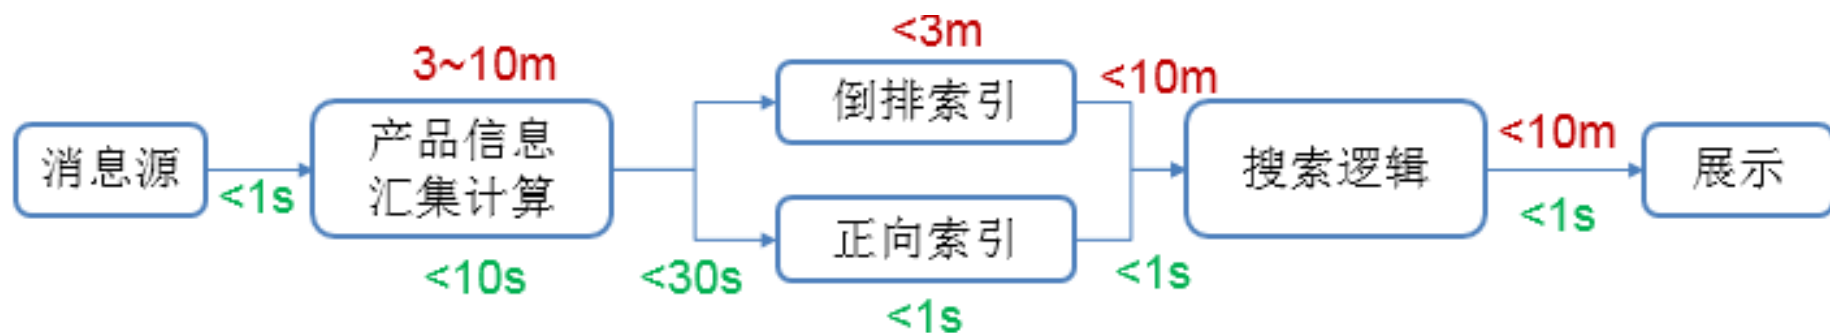 消息源
<1s
3~10m
产品信息
汇集计算
<10s
<30s
<3m
倒排索引
正向索引
<1s
<10m
<1s
搜索逻辑
<10m
<1s
展示